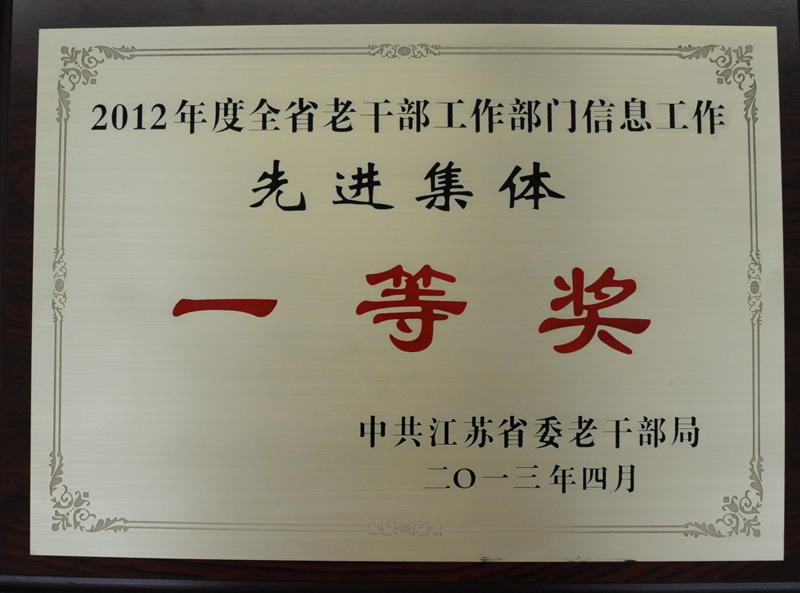 2012年度全省老干部工作部门信息工作
先进集体
一等奖
中共江苏省委老干部局
二〇一三年四月